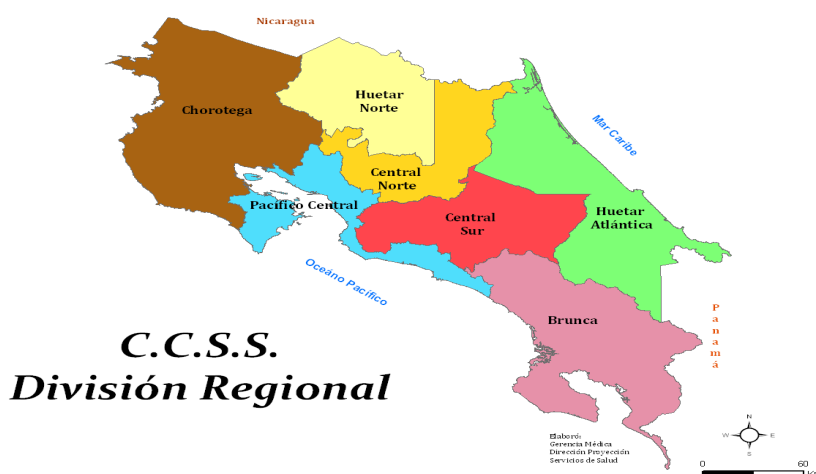 Nicaragua
Huetar
Norte
Chorotega
Mar Caribe
Central
Norte
Pacífico Central
Central
Sur
Huetar
Atlántica
Océano Pacífico
Brunca
Panamá
C.C.S.S.
División Regional
Elaboró:
Gerencia Médica
Dirección Proyección
Servicios de Salud
N
W
E
S
0
60